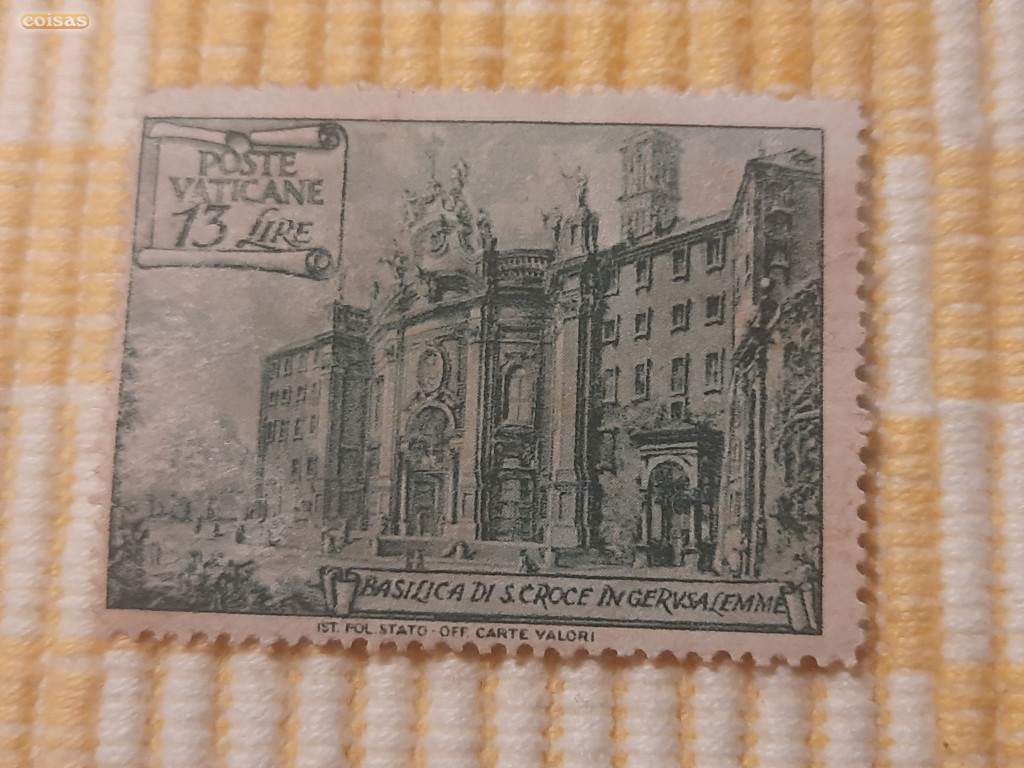 coisas
POSTE
VATICANE
13 LIRE
BASILICA DI S. CROCE IN GERVSALEMME
IST. POL. STATO - OFF. CARTE VALORI